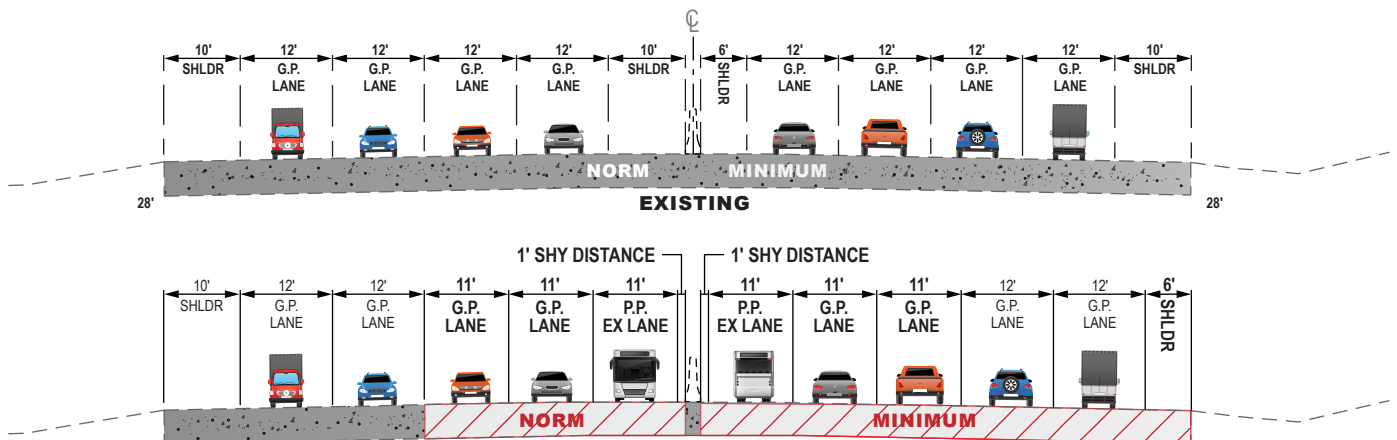 ℄
10' 12' 12' 12' 12' 10' 6' 12' 12' 12' 12' 10'
SHLDR G.P. G.P. G.P. G.P. SHLDR SHLDR G.P. G.P. G.P. G.P. SHLDR
LANE LANE LANE LANE LANE LANE LANE LANE
NORM MINIMUM
28' EXISTING 28'
1' SHY DISTANCE 1' SHY DISTANCE
10' 12' 12' 11' 11' 11' 11' 11' 11' 12' 12' 6'
SHLDR G.P. G.P. G.P. G.P. P.P. P.P. G.P. G.P. G.P. G.P. SHLDR
LANE LANE LANE LANE EX LANE EX LANE LANE LANE LANE LANE
NORM MINIMUM